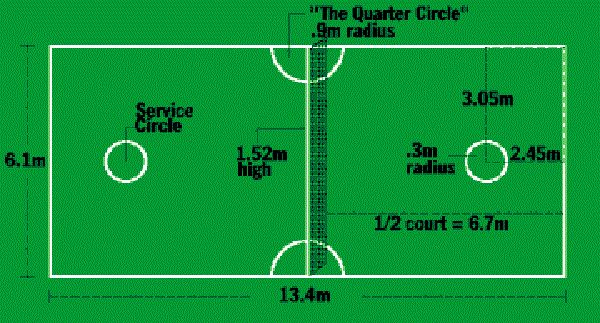 "The Quarter Circle"
.9m radius
Service
Circle
3.05m
6.1m
1.52m
high
.3m
radius
2.45m
1/2 court = 6.7m
13.4m